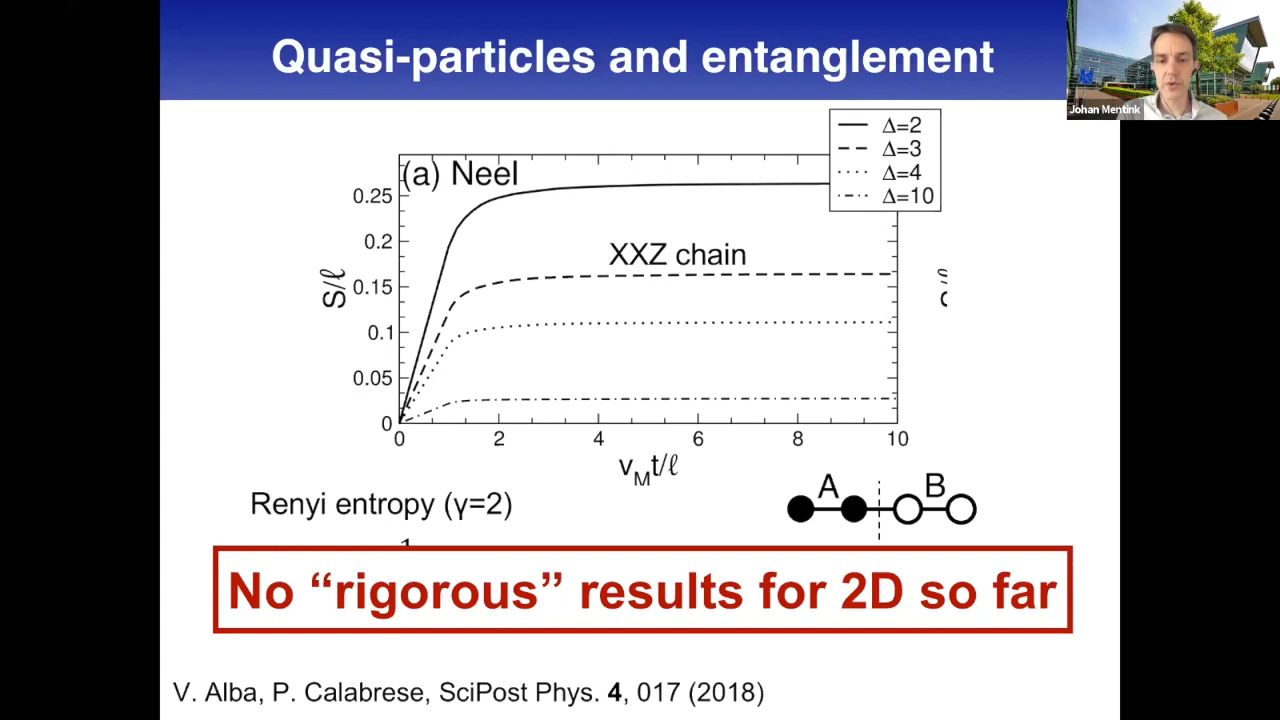 Quasi-particles and entanglement
Johan Mentink
Δ=2
Δ=3
Δ=4
Δ=10
(a) Neel
0.25
0.2
0.15
0.1
0.05
0
S/ℓ
XXZ chain
0 2 4 6 8 10
v_M t/ℓ
Renyi entropy (γ=2)
A B
1
No “rigorous” results for 2D so far
V. Alba, P. Calabrese, SciPost Phys. 4, 017 (2018)